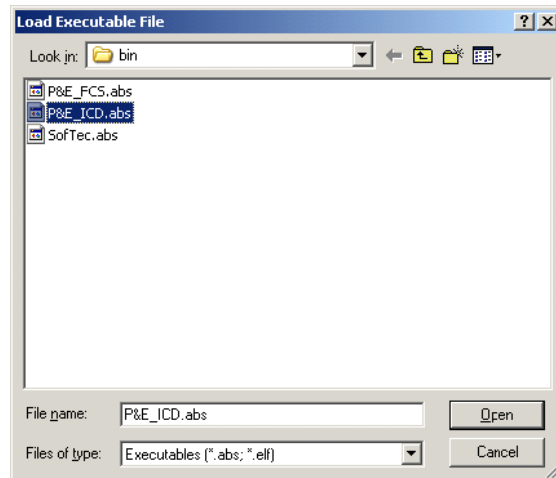 Load Executable File
Look in: bin
P&E_FCS.abs
P&E_ICD.abs
SofTec.abs
File name: P&E_ICD.abs Open
Files of type: Executables (*.abs; *.elf) Cancel